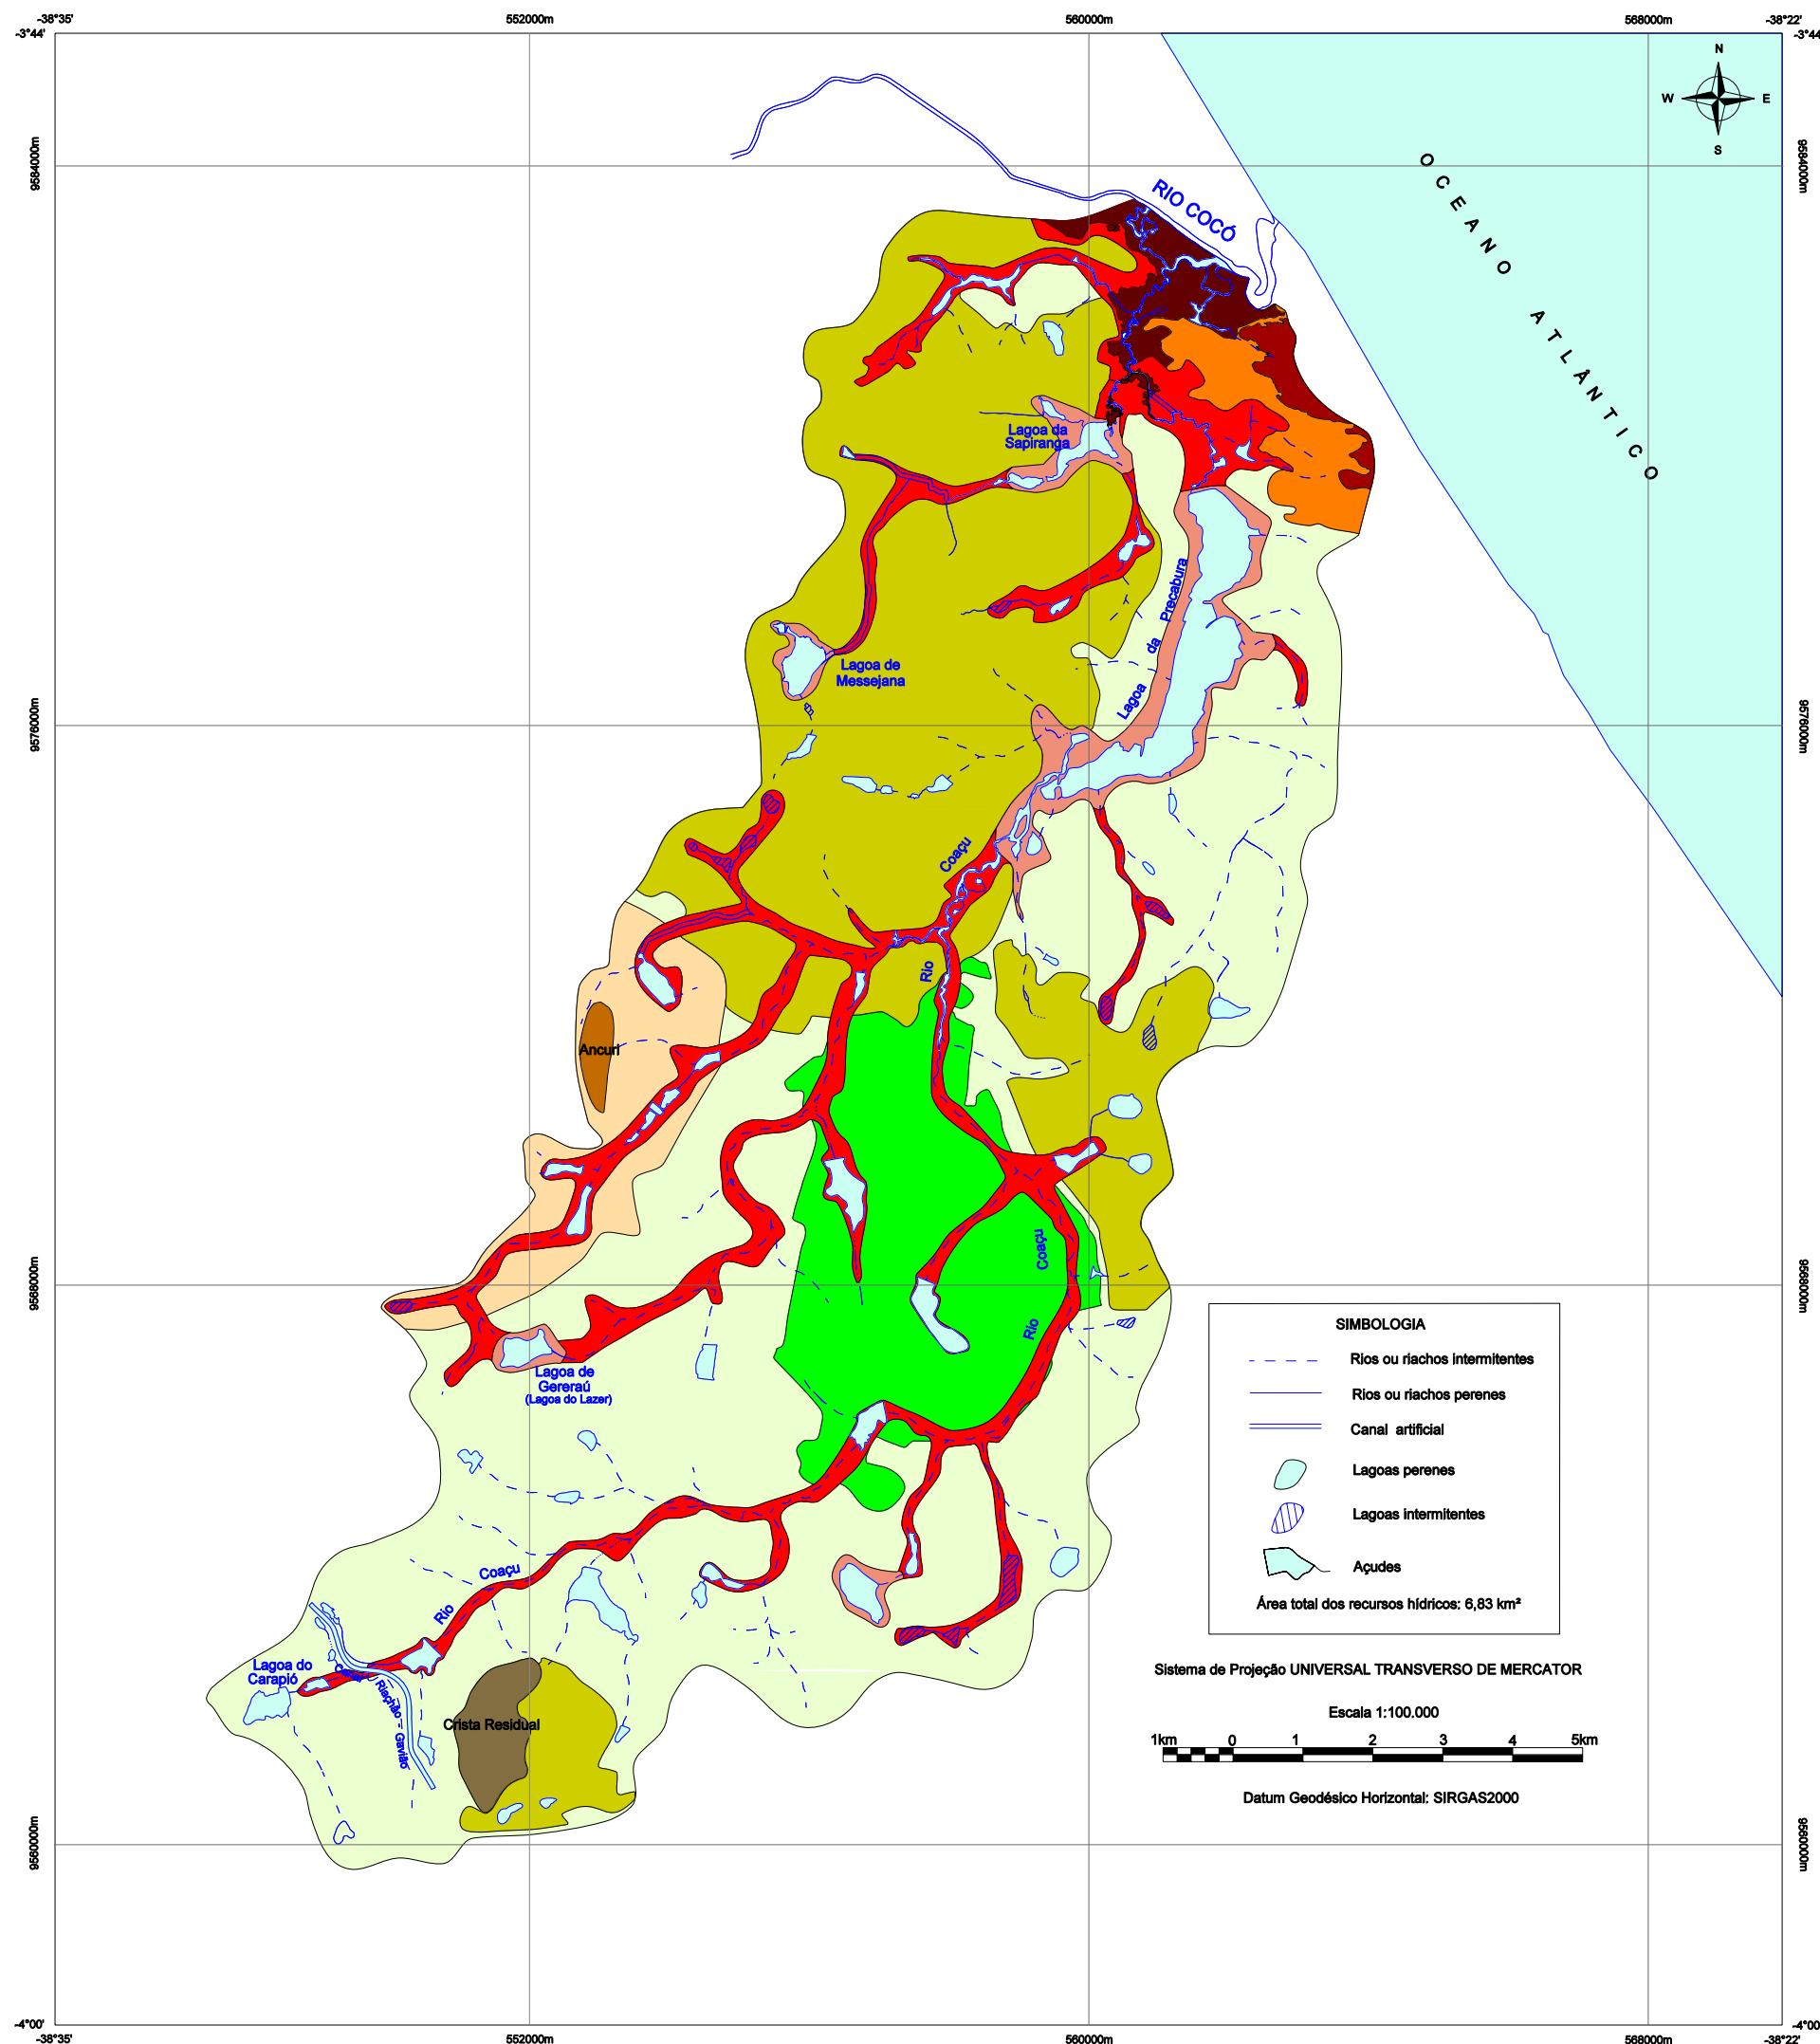 -38°35'
552000m
560000m
568000m
-38°22'
-3°44'
-3°44'
N
W
E
S
9584000m
9584000m
RIO COCÓ
OCEANO ATLÂNTICO
Lagoa da
Sapiranga
Lagoa da Precabura
Lagoa de
Messejana
9576000m
9576000m
Coaçu
Rio
Ancuri
Coaçu
Rio
9568000m
9568000m
Lagoa de
Gereraú
(Lagoa do Lazer)
SIMBOLOGIA
Rios ou riachos intermitentes
Rios ou riachos perenes
Canal artificial
Lagoas perenes
Lagoas intermitentes
Açudes
Área total dos recursos hídricos: 6,83 km²
Coaçu
Rio
Lagoa do
Carapió
Canal Riachão - Gavião
Crista Residual
Sistema de Projeção UNIVERSAL TRANSVERSO DE MERCATOR
Escala 1:100.000
1km 0 1 2 3 4 5km
Datum Geodésico Horizontal: SIRGAS2000
9560000m
9560000m
-4°00'
-4°00'
-38°35'
552000m
560000m
568000m
-38°22'